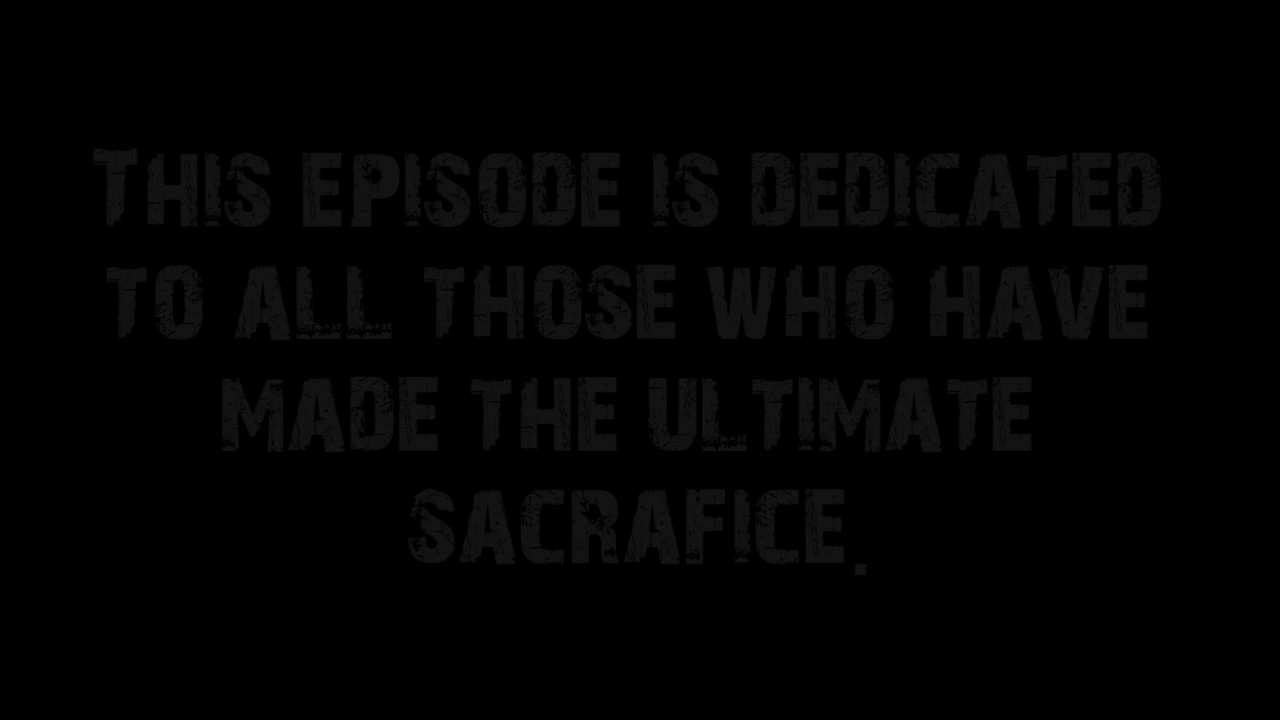 This episode is dedicated
to all those who have
made the ultimate
sacrafice.